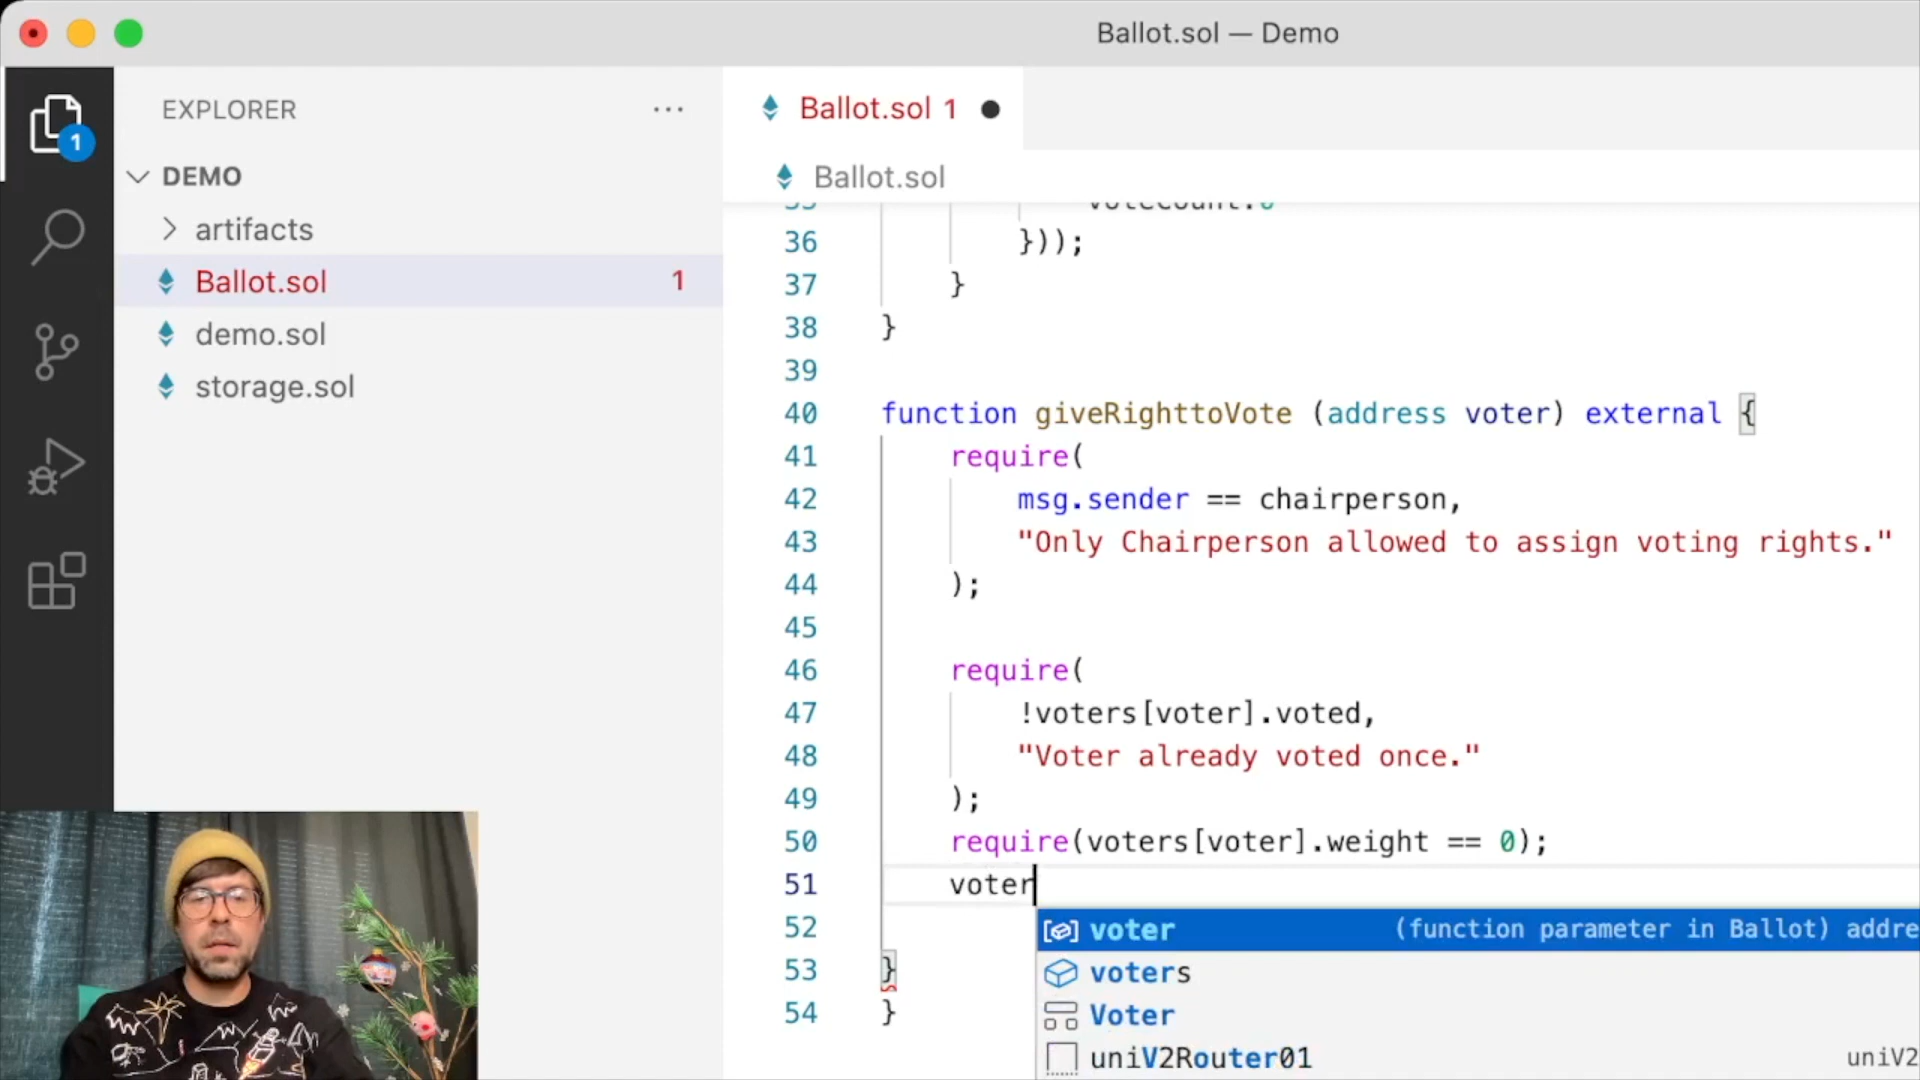 Ballot.sol — Demo
EXPLORER
Ballot.sol 1
1
DEMO
Ballot.sol
artifacts
Ballot.sol 1
demo.sol
storage.sol
36 }));
37 }
38 }
39
40 function giveRighttoVote (address voter) external {
41 require(
42 msg.sender == chairperson,
43 "Only Chairperson allowed to assign voting rights."
44 );
45
46 require(
47 !voters[voter].voted,
48 "Voter already voted once."
49 );
50 require(voters[voter].weight == 0);
51 voter
52
53 }
54 }
voter (function parameter in Ballot) addre
voters
Voter
uniV2Router01 uniV2